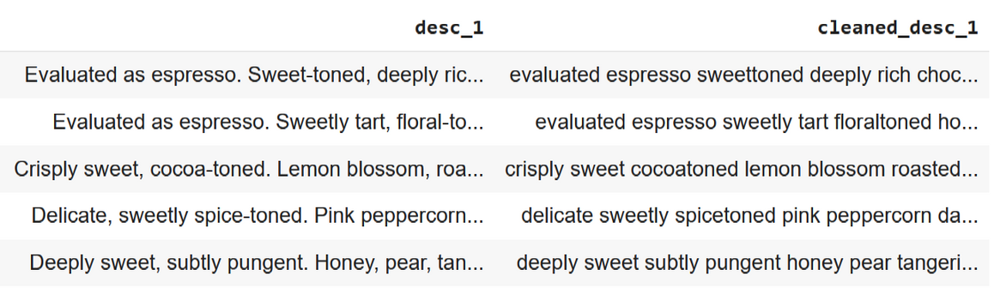 desc_1 cleaned_desc_1
Evaluated as espresso. Sweet-toned, deeply ric... evaluated espresso sweettoned deeply rich choc...
Evaluated as espresso. Sweetly tart, floral-to... evaluated espresso sweetly tart floraltoned ho...
Crisply sweet, cocoa-toned. Lemon blossom, roa... crisply sweet cocoatoned lemon blossom roasted...
Delicate, sweetly spice-toned. Pink peppercorn... delicate sweetly spicetoned pink peppercorn da...
Deeply sweet, subtly pungent. Honey, pear, tan... deeply sweet subtly pungent honey pear tangeri...